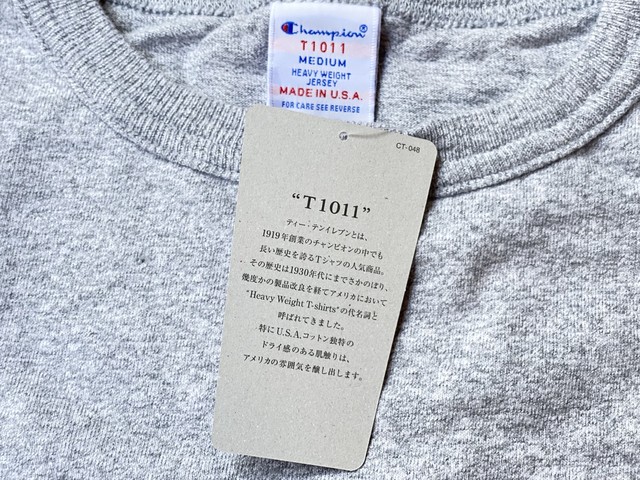 Champion®
T1011
MEDIUM
HEAVY WEIGHT
JERSEY
MADE IN U.S.A.
FOR CARE SEE REVERSE
CT-048
“T1011”
ティー・テンイレブンとは、
1919年創業のチャンピオンの中でも
長い歴史を誇るTシャツの人気商品。
その歴史は1930年代にまでさかのぼり、
幾度かの製品改良を経てアメリカにおいて
"Heavy Weight T-shirts"の代名詞と
呼ばれてきました。
特にU.S.A.コットン独特の
ドライ感のある肌触りは、
アメリカの雰囲気を醸し出します。